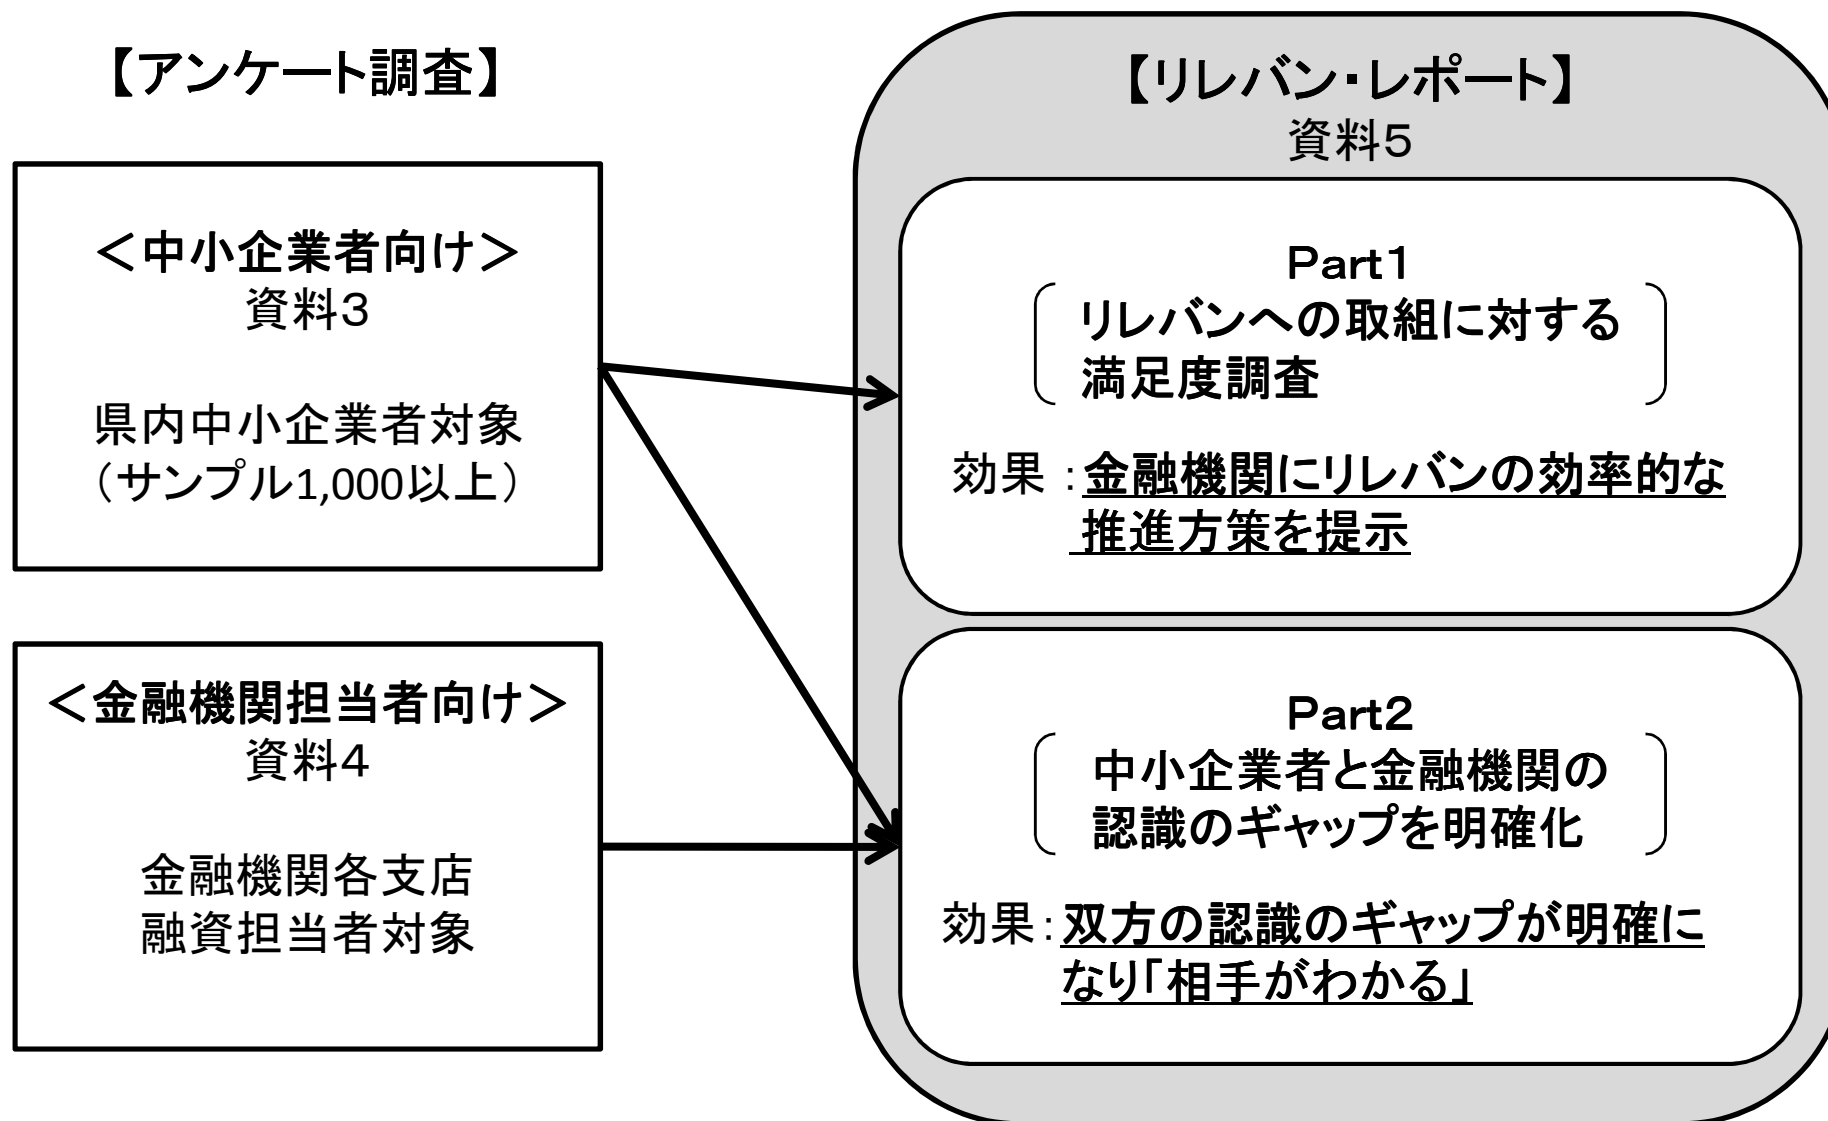 【アンケート調査】
＜中小企業者向け＞
資料３
県内中小企業者対象
（サンプル1,000以上）
＜金融機関担当者向け＞
資料４
金融機関各支店
融資担当者対象
【リレバン・レポート】
資料５
Part１
リレバンへの取組に対する
満足度調査
効果：金融機関にリレバンの効率的な
推進方策を提示
Part２
中小企業者と金融機関の
認識のギャップを明確化
効果：双方の認識のギャップが明確に
なり「相手がわかる」